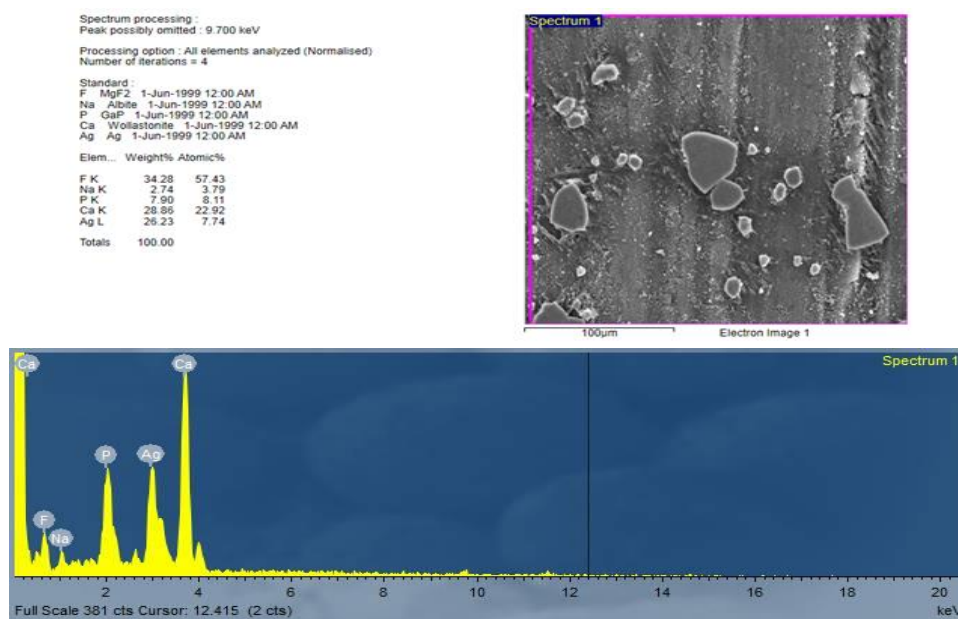 Spectrum processing :
Peak possibly omitted : 9.700 keV
Processing option : All elements analyzed (Normalised)
Number of iterations = 4
Standard :
F MgF2 1-Jun-1999 12:00 AM
Na Albite 1-Jun-1999 12:00 AM
P GaP 1-Jun-1999 12:00 AM
Ca Wollastonite 1-Jun-1999 12:00 AM
Ag Ag 1-Jun-1999 12:00 AM
Elem... Weight% Atomic%
F K 34.28 57.43
Na K 2.74 3.79
P K 7.90 8.11
Ca K 28.86 22.92
Ag L 26.23 7.74
Totals 100.00
Spectrum 1
100µm Electron Image 1
Spectrum 1
Ca Ca
P Ag
F
Na
2 4 6 8 10 12 14 16 18 20
Full Scale 381 cts Cursor: 12.415 (2 cts) keV